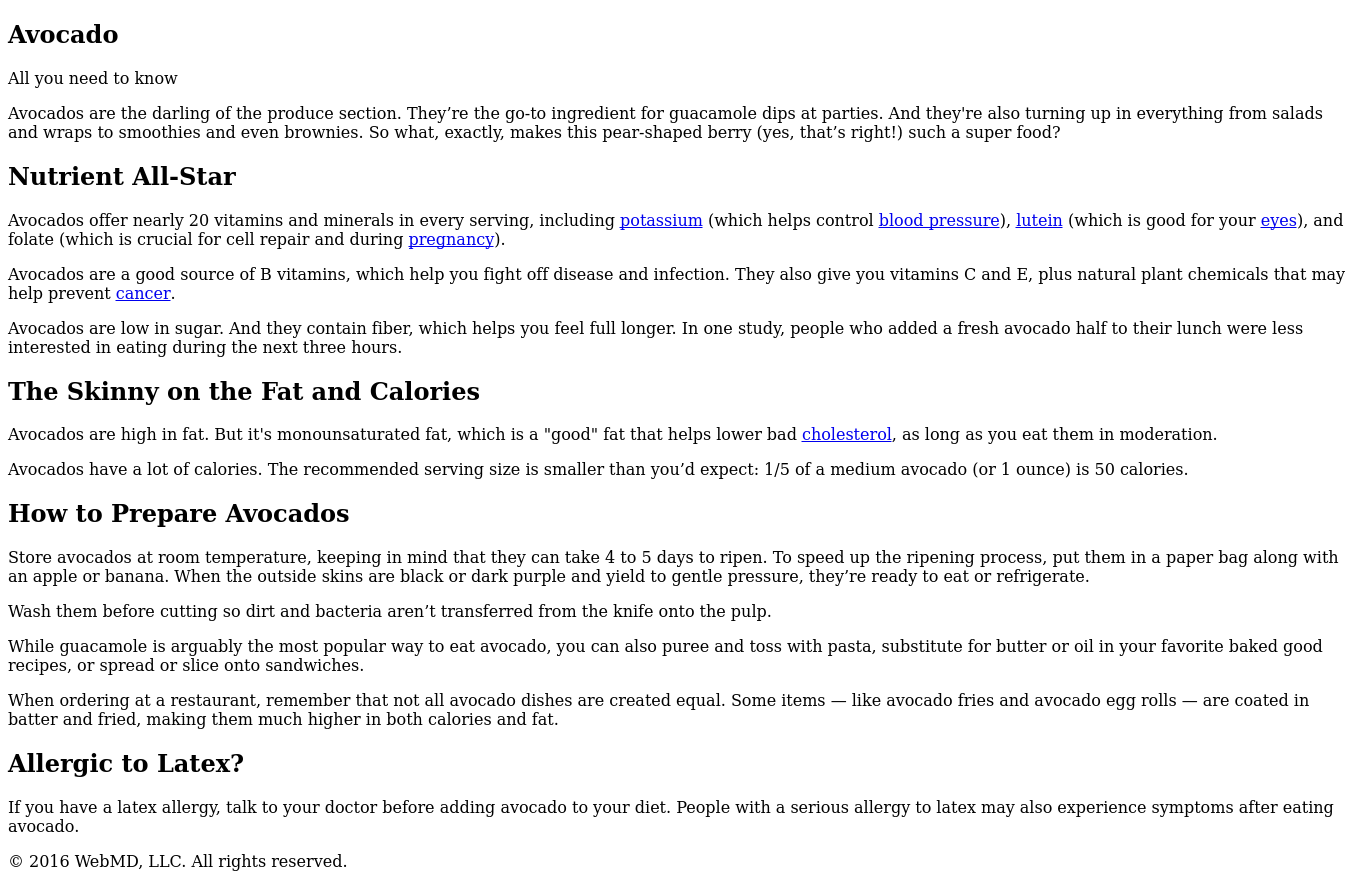 Avocado
All you need to know
Avocados are the darling of the produce section. They’re the go-to ingredient for guacamole dips at parties. And they're also turning up in everything from salads
and wraps to smoothies and even brownies. So what, exactly, makes this pear-shaped berry (yes, that’s right!) such a super food?
Nutrient All-Star
Avocados offer nearly 20 vitamins and minerals in every serving, including potassium (which helps control blood pressure), lutein (which is good for your eyes), and
folate (which is crucial for cell repair and during pregnancy).
Avocados are a good source of B vitamins, which help you fight off disease and infection. They also give you vitamins C and E, plus natural plant chemicals that may
help prevent cancer.
Avocados are low in sugar. And they contain fiber, which helps you feel full longer. In one study, people who added a fresh avocado half to their lunch were less
interested in eating during the next three hours.
The Skinny on the Fat and Calories
Avocados are high in fat. But it's monounsaturated fat, which is a "good" fat that helps lower bad cholesterol, as long as you eat them in moderation.
Avocados have a lot of calories. The recommended serving size is smaller than you’d expect: 1/5 of a medium avocado (or 1 ounce) is 50 calories.
How to Prepare Avocados
Store avocados at room temperature, keeping in mind that they can take 4 to 5 days to ripen. To speed up the ripening process, put them in a paper bag along with
an apple or banana. When the outside skins are black or dark purple and yield to gentle pressure, they’re ready to eat or refrigerate.
Wash them before cutting so dirt and bacteria aren’t transferred from the knife onto the pulp.
While guacamole is arguably the most popular way to eat avocado, you can also puree and toss with pasta, substitute for butter or oil in your favorite baked good
recipes, or spread or slice onto sandwiches.
When ordering at a restaurant, remember that not all avocado dishes are created equal. Some items — like avocado fries and avocado egg rolls — are coated in
batter and fried, making them much higher in both calories and fat.
Allergic to Latex?
If you have a latex allergy, talk to your doctor before adding avocado to your diet. People with a serious allergy to latex may also experience symptoms after eating
avocado.
© 2016 WebMD, LLC. All rights reserved.